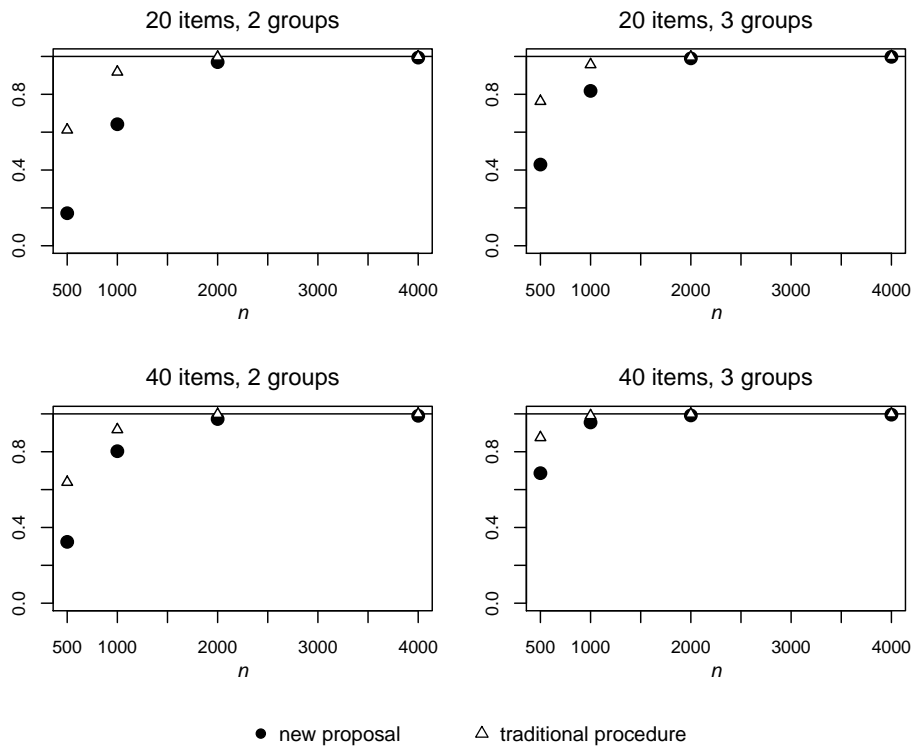 20 items, 2 groups
0.0 0.4 0.8
500 1000 2000 3000 4000
n
20 items, 3 groups
0.0 0.4 0.8
500 1000 2000 3000 4000
n
40 items, 2 groups
0.0 0.4 0.8
500 1000 2000 3000 4000
n
40 items, 3 groups
0.0 0.4 0.8
500 1000 2000 3000 4000
n
new proposal
traditional procedure